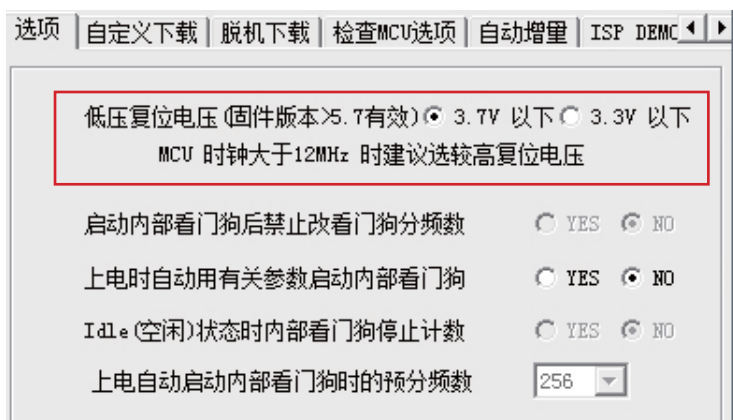 选项 自定义下载 脱机下载 检查MCU选项 自动增量 ISP DEMO
低压复位电压(固件版本>5.7有效) 3.7V 以下 3.3V 以下
MCU 时钟大于12MHz 时建议选较高复位电压
启动内部看门狗后禁止改看门狗分频数 YES NO
上电时自动用有关参数启动内部看门狗 YES NO
Idle(空闲)状态时内部看门狗停止计数 YES NO
上电自动启动内部看门狗时的预分频数 256